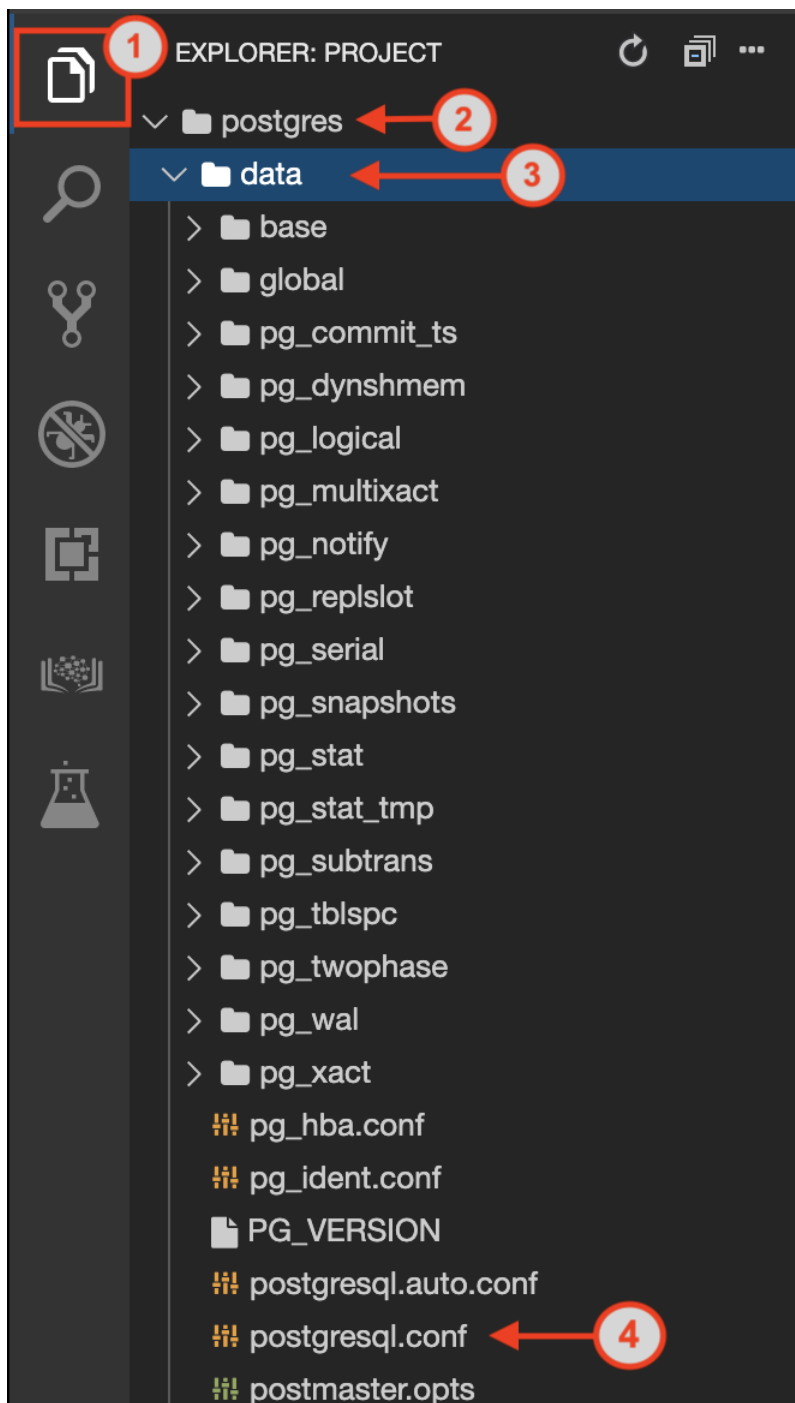 1
EXPLORER: PROJECT
postgres 2
data 3
base
global
pg_commit_ts
pg_dynshmem
pg_logical
pg_multixact
pg_notify
pg_replslot
pg_serial
pg_snapshots
pg_stat
pg_stat_tmp
pg_subtrans
pg_tblspc
pg_twophase
pg_wal
pg_xact
pg_hba.conf
pg_ident.conf
PG_VERSION
postgresql.auto.conf
postgresql.conf 4
postmaster.opts